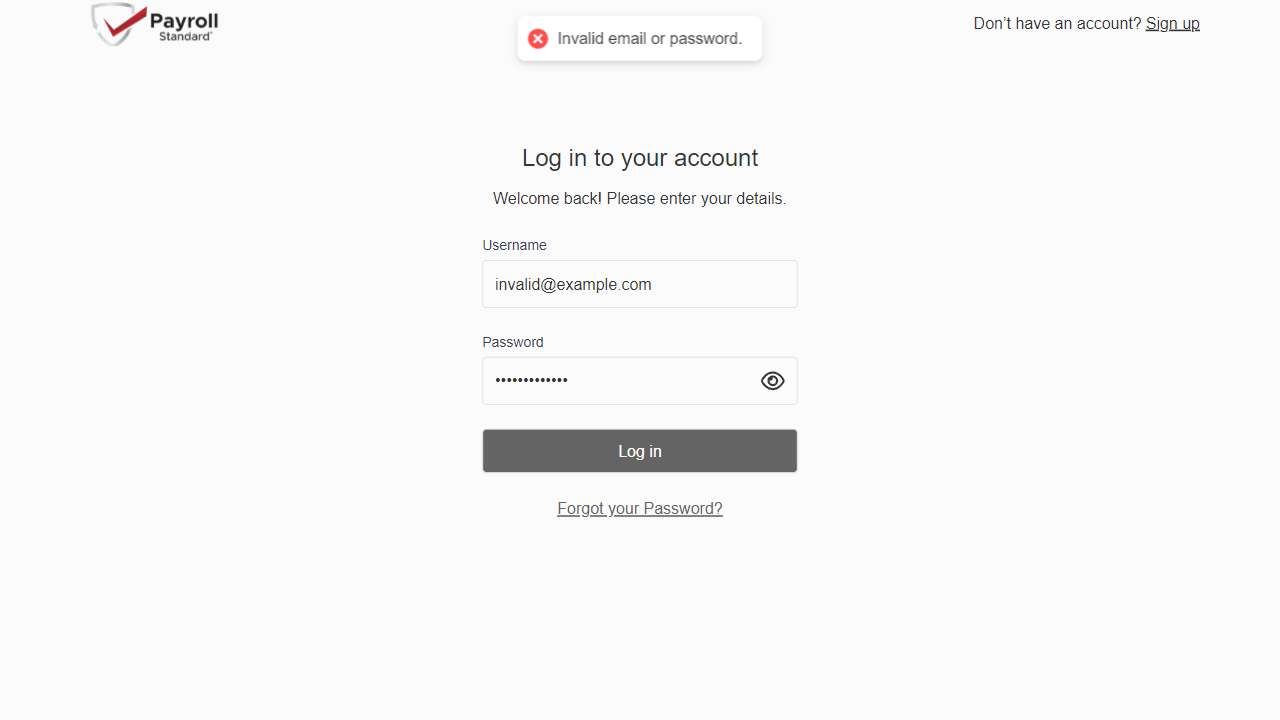 Payroll
Standard
Invalid email or password.
Don’t have an account? Sign up
Log in to your account
Welcome back! Please enter your details.
Username
invalid@example.com
Password
•••••••••••••
Log in
Forgot your Password?